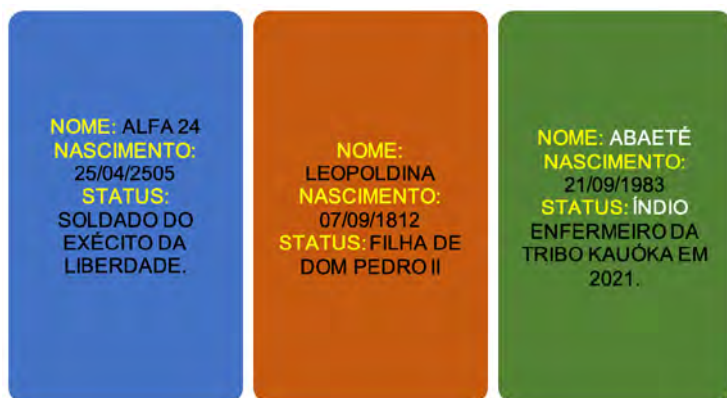 NOME: ALFA 24
NASCIMENTO:
25/04/2505
STATUS:
SOLDADO DO
EXÉCITO DA
LIBERDADE.
NOME:
LEOPOLDINA
NASCIMENTO:
07/09/1812
STATUS: FILHA DE
DOM PEDRO II
NOME: ABAETÉ
NASCIMENTO:
21/09/1983
STATUS: ÍNDIO
ENFERMEIRO DA
TRIBO KAUÓKA EM
2021.